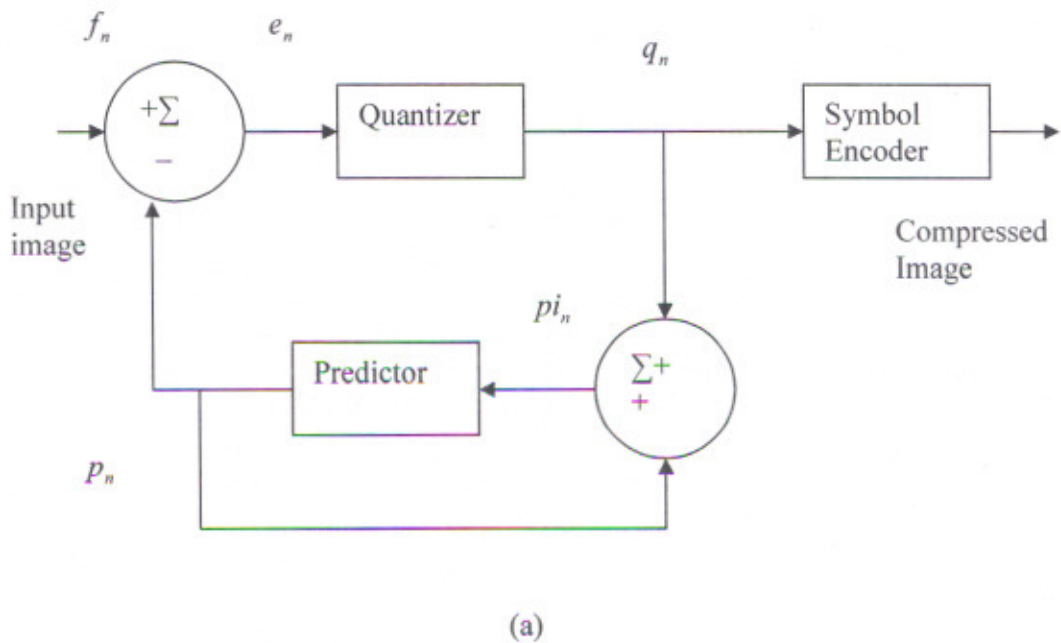 f_n
e_n
q_n
+Σ
−
Quantizer
Symbol
Encoder
Input
image
Compressed
Image
pi_n
Predictor
Σ+
+
p_n
(a)